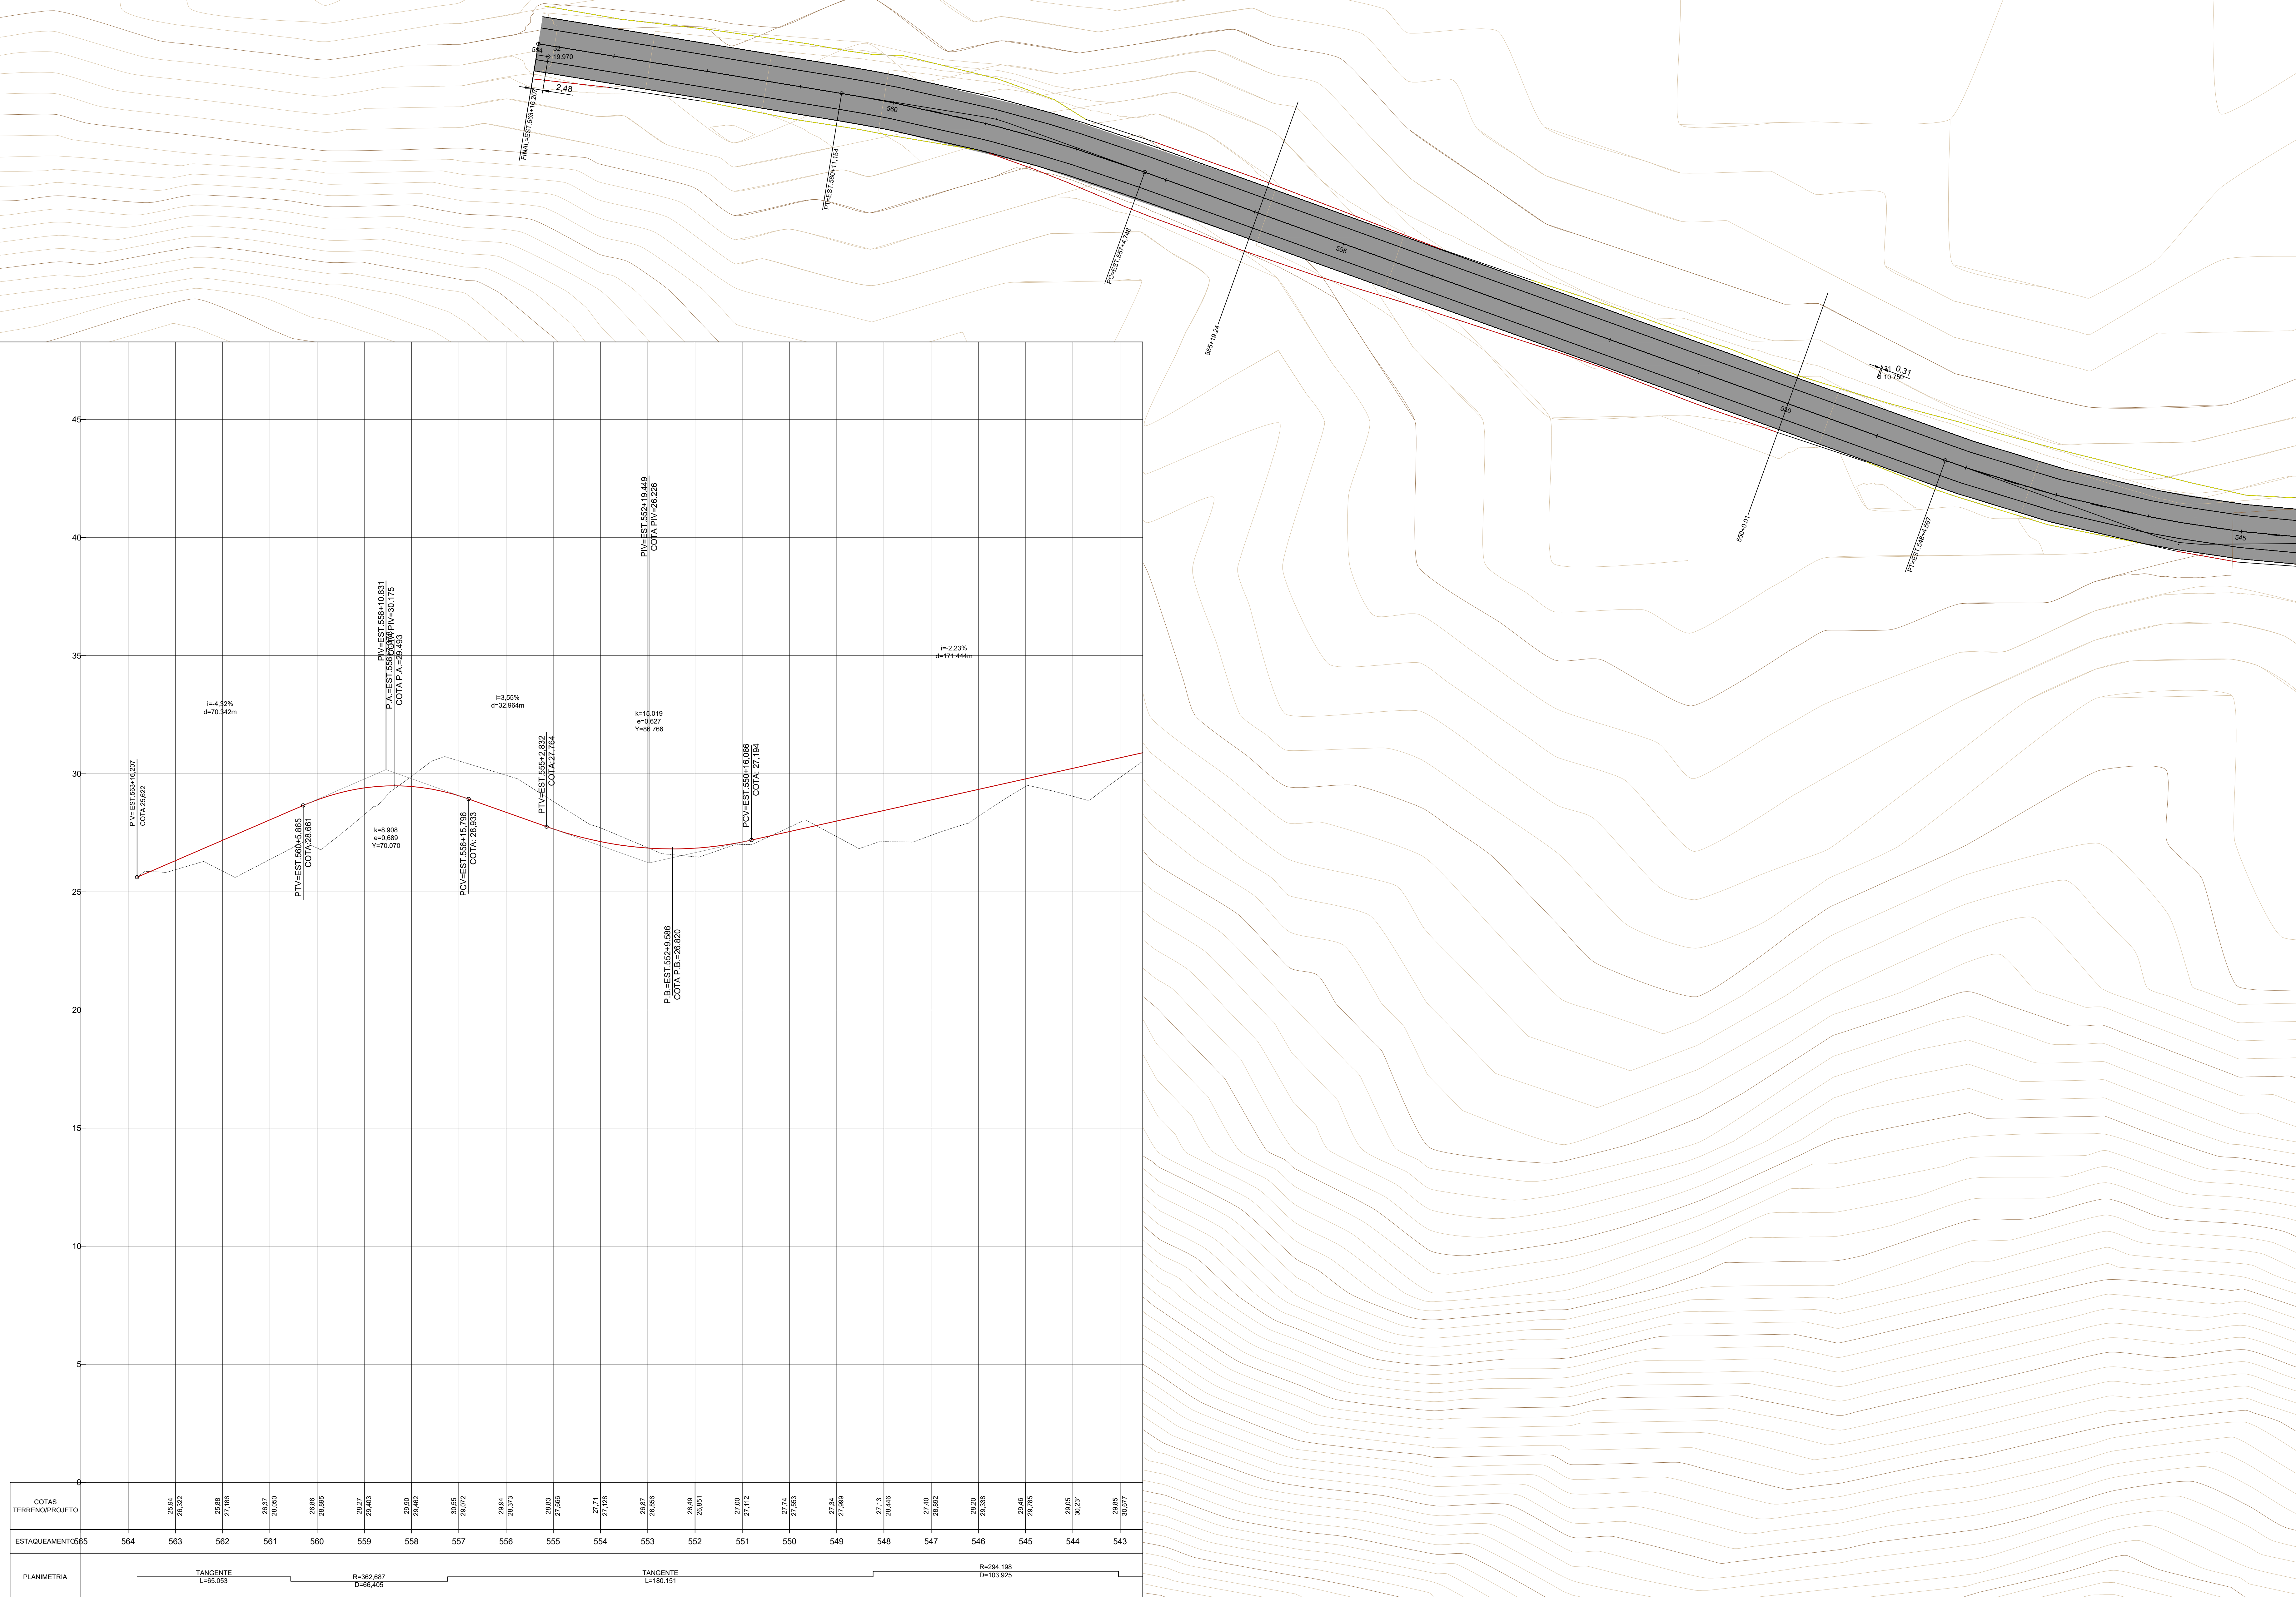 564
32
19.970
2,48
FINAL=EST.563+16,207
560
PT=EST.560+11,154
PC=EST.557+4,748
555
555+19.24
31
10.750
0,31
550
550+0.01
PT=EST.548+4,597
545
45
40
35
30
25
20
15
10
5
0
PIV= EST.563+16,207
COTA:25,622
i=-4,32%
d=70.342m
PTV=EST.560+5.865
COTA:28.661
PIV=EST.558+10.831
COTA PIV=30.175
COTA P.A.=29.493
k=8.908
e=0,689
Y=70.070
PCV=EST.556+15.796
COTA: 28,933
i=3,55%
d=32,964m
PTV=EST.555+2.832
COTA:27.764
PIV=EST.552+19.449
COTA PIV=26.226
k=15.019
e=0,627
Y=86.766
P.B.=EST.552+9.586
COTA P.B.=26.820
PCV=EST.550+16.066
COTA: 27,194
i=-2,23%
d=171.444m
COTAS
TERRENO/PROJETO
25,94
26,322
25,88
27,186
26,37
28,050
26,86
28,895
28,27
29,403
29,90
29,462
30,55
29,072
29,94
28,373
28,83
27,666
27,71
27,128
26,87
26,856
26,49
26,851
27,00
27,112
27,74
27,553
27,34
27,999
27,13
28,446
27,40
28,892
28,20
29,338
29,46
29,785
29,05
30,231
29,85
30,677
ESTAQUEAMENTO
565 564 563 562 561 560 559 558 557 556 555 554 553 552 551 550 549 548 547 546 545 544 543
PLANIMETRIA
TANGENTE
L=65.053
R=362,687
D=66,405
TANGENTE
L=180.151
R=294,198
D=103,925